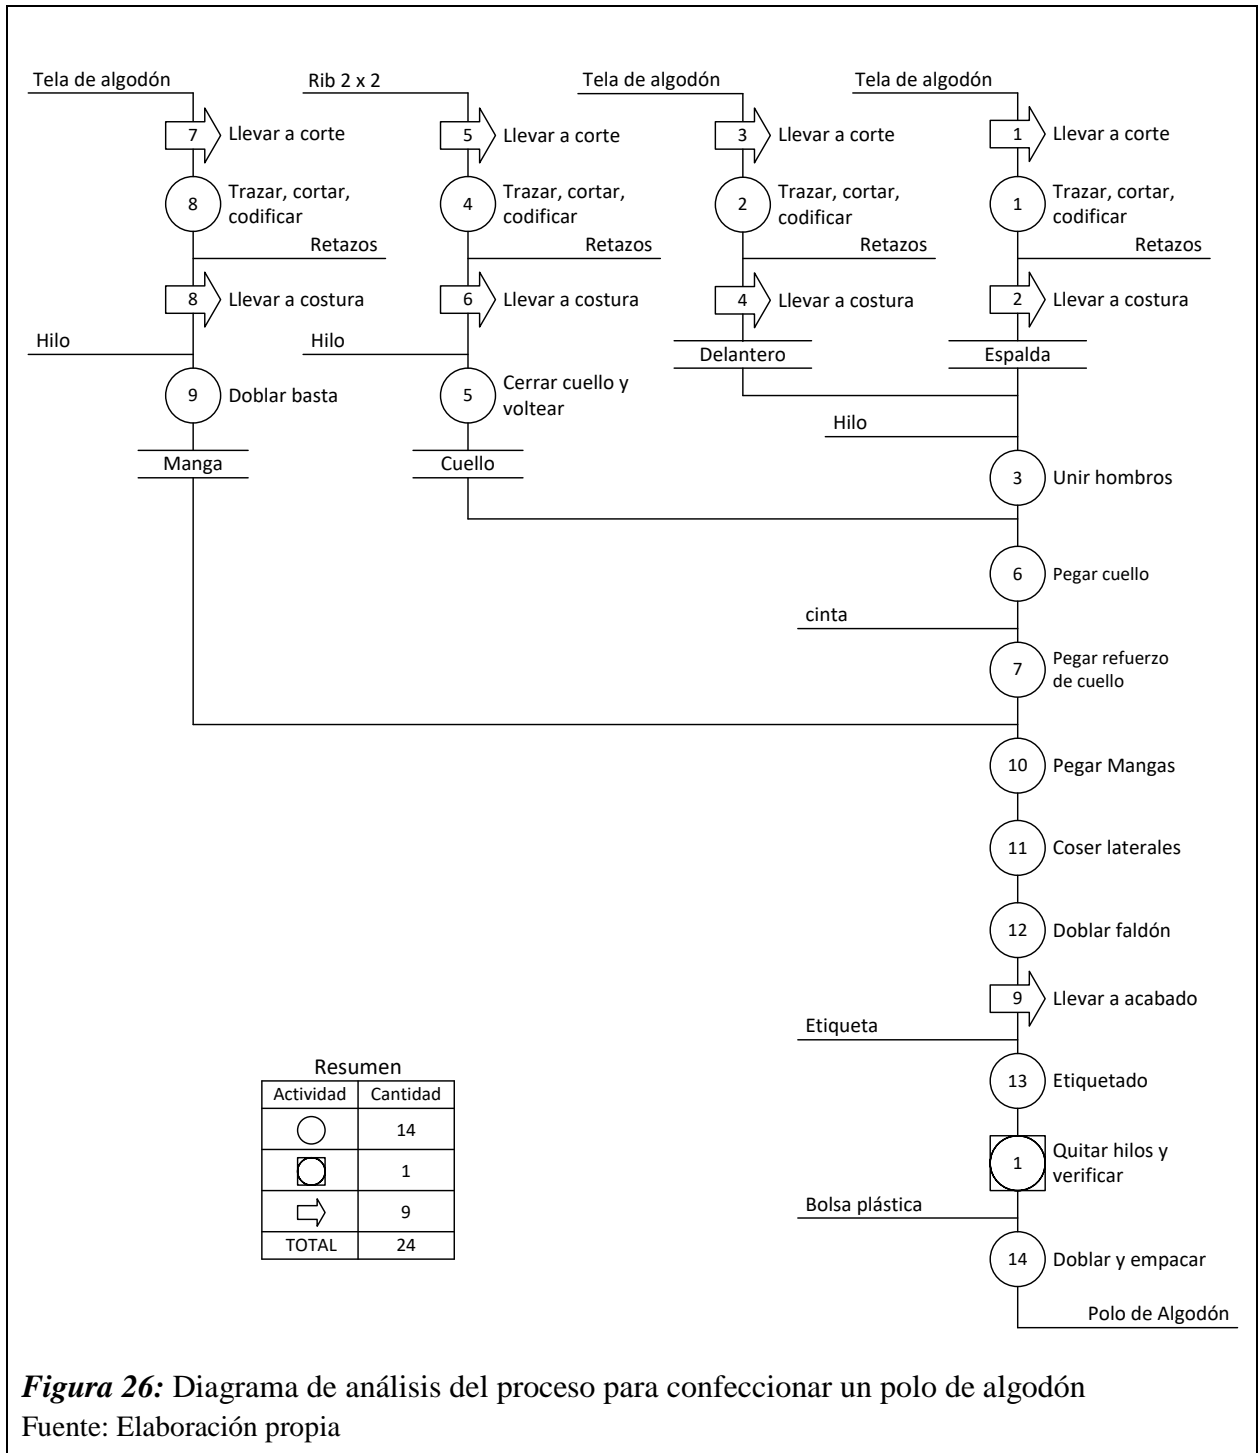 Tela de algodón
Rib 2 x 2
Tela de algodón
Tela de algodón
7 Llevar a corte
5 Llevar a corte
3 Llevar a corte
1 Llevar a corte
8 Trazar, cortar,
codificar
4 Trazar, cortar,
codificar
2 Trazar, cortar,
codificar
1 Trazar, cortar,
codificar
Retazos
Retazos
Retazos
Retazos
8 Llevar a costura
6 Llevar a costura
4 Llevar a costura
2 Llevar a costura
Hilo
Hilo
Delantero
Espalda
9 Doblar basta
5 Cerrar cuello y
voltear
Hilo
Manga
Cuello
3 Unir hombros
6 Pegar cuello
cinta
7 Pegar refuerzo
de cuello
10 Pegar Mangas
11 Coser laterales
12 Doblar faldón
9 Llevar a acabado
Etiqueta
13 Etiquetado
1 Quitar hilos y
verificar
Bolsa plástica
14 Doblar y empacar
Polo de Algodón
Resumen
Actividad Cantidad
14
1
9
TOTAL 24
Figura 26: Diagrama de análisis del proceso para confeccionar un polo de algodón
Fuente: Elaboración propia